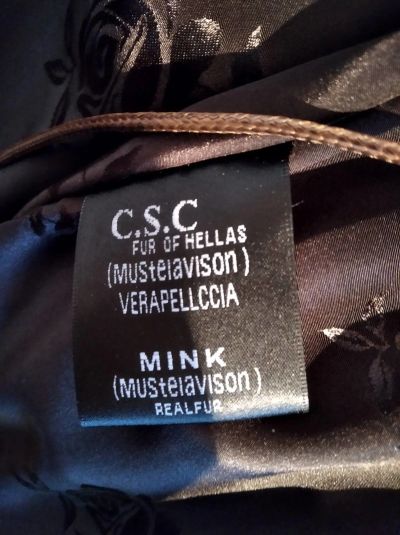 C.S.C
FUR OF HELLAS
(Mustelavison)
VERAPELLCCIA
MINK
(Mustelavison)
REALFUR